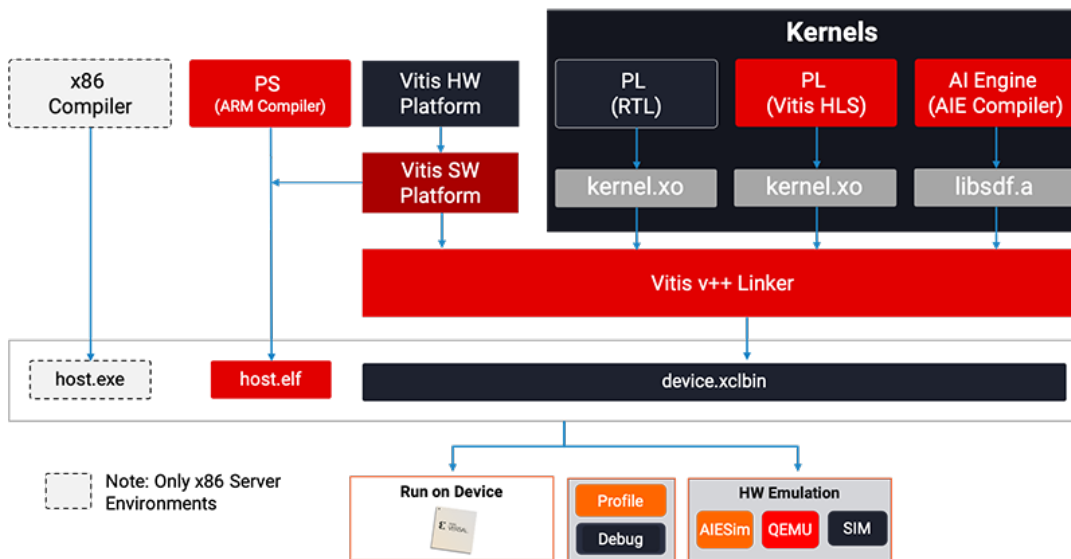 Kernels
x86
Compiler
PS
(ARM Compiler)
Vitis HW
Platform
PL
(RTL)
PL
(Vitis HLS)
AI Engine
(AIE Compiler)
Vitis SW
Platform
kernel.xo
kernel.xo
libsdf.a
Vitis v++ Linker
host.exe
host.elf
device.xclbin
Note: Only x86 Server
Environments
Run on Device
VERSAL
Profile
Debug
HW Emulation
AIESim
QEMU
SIM